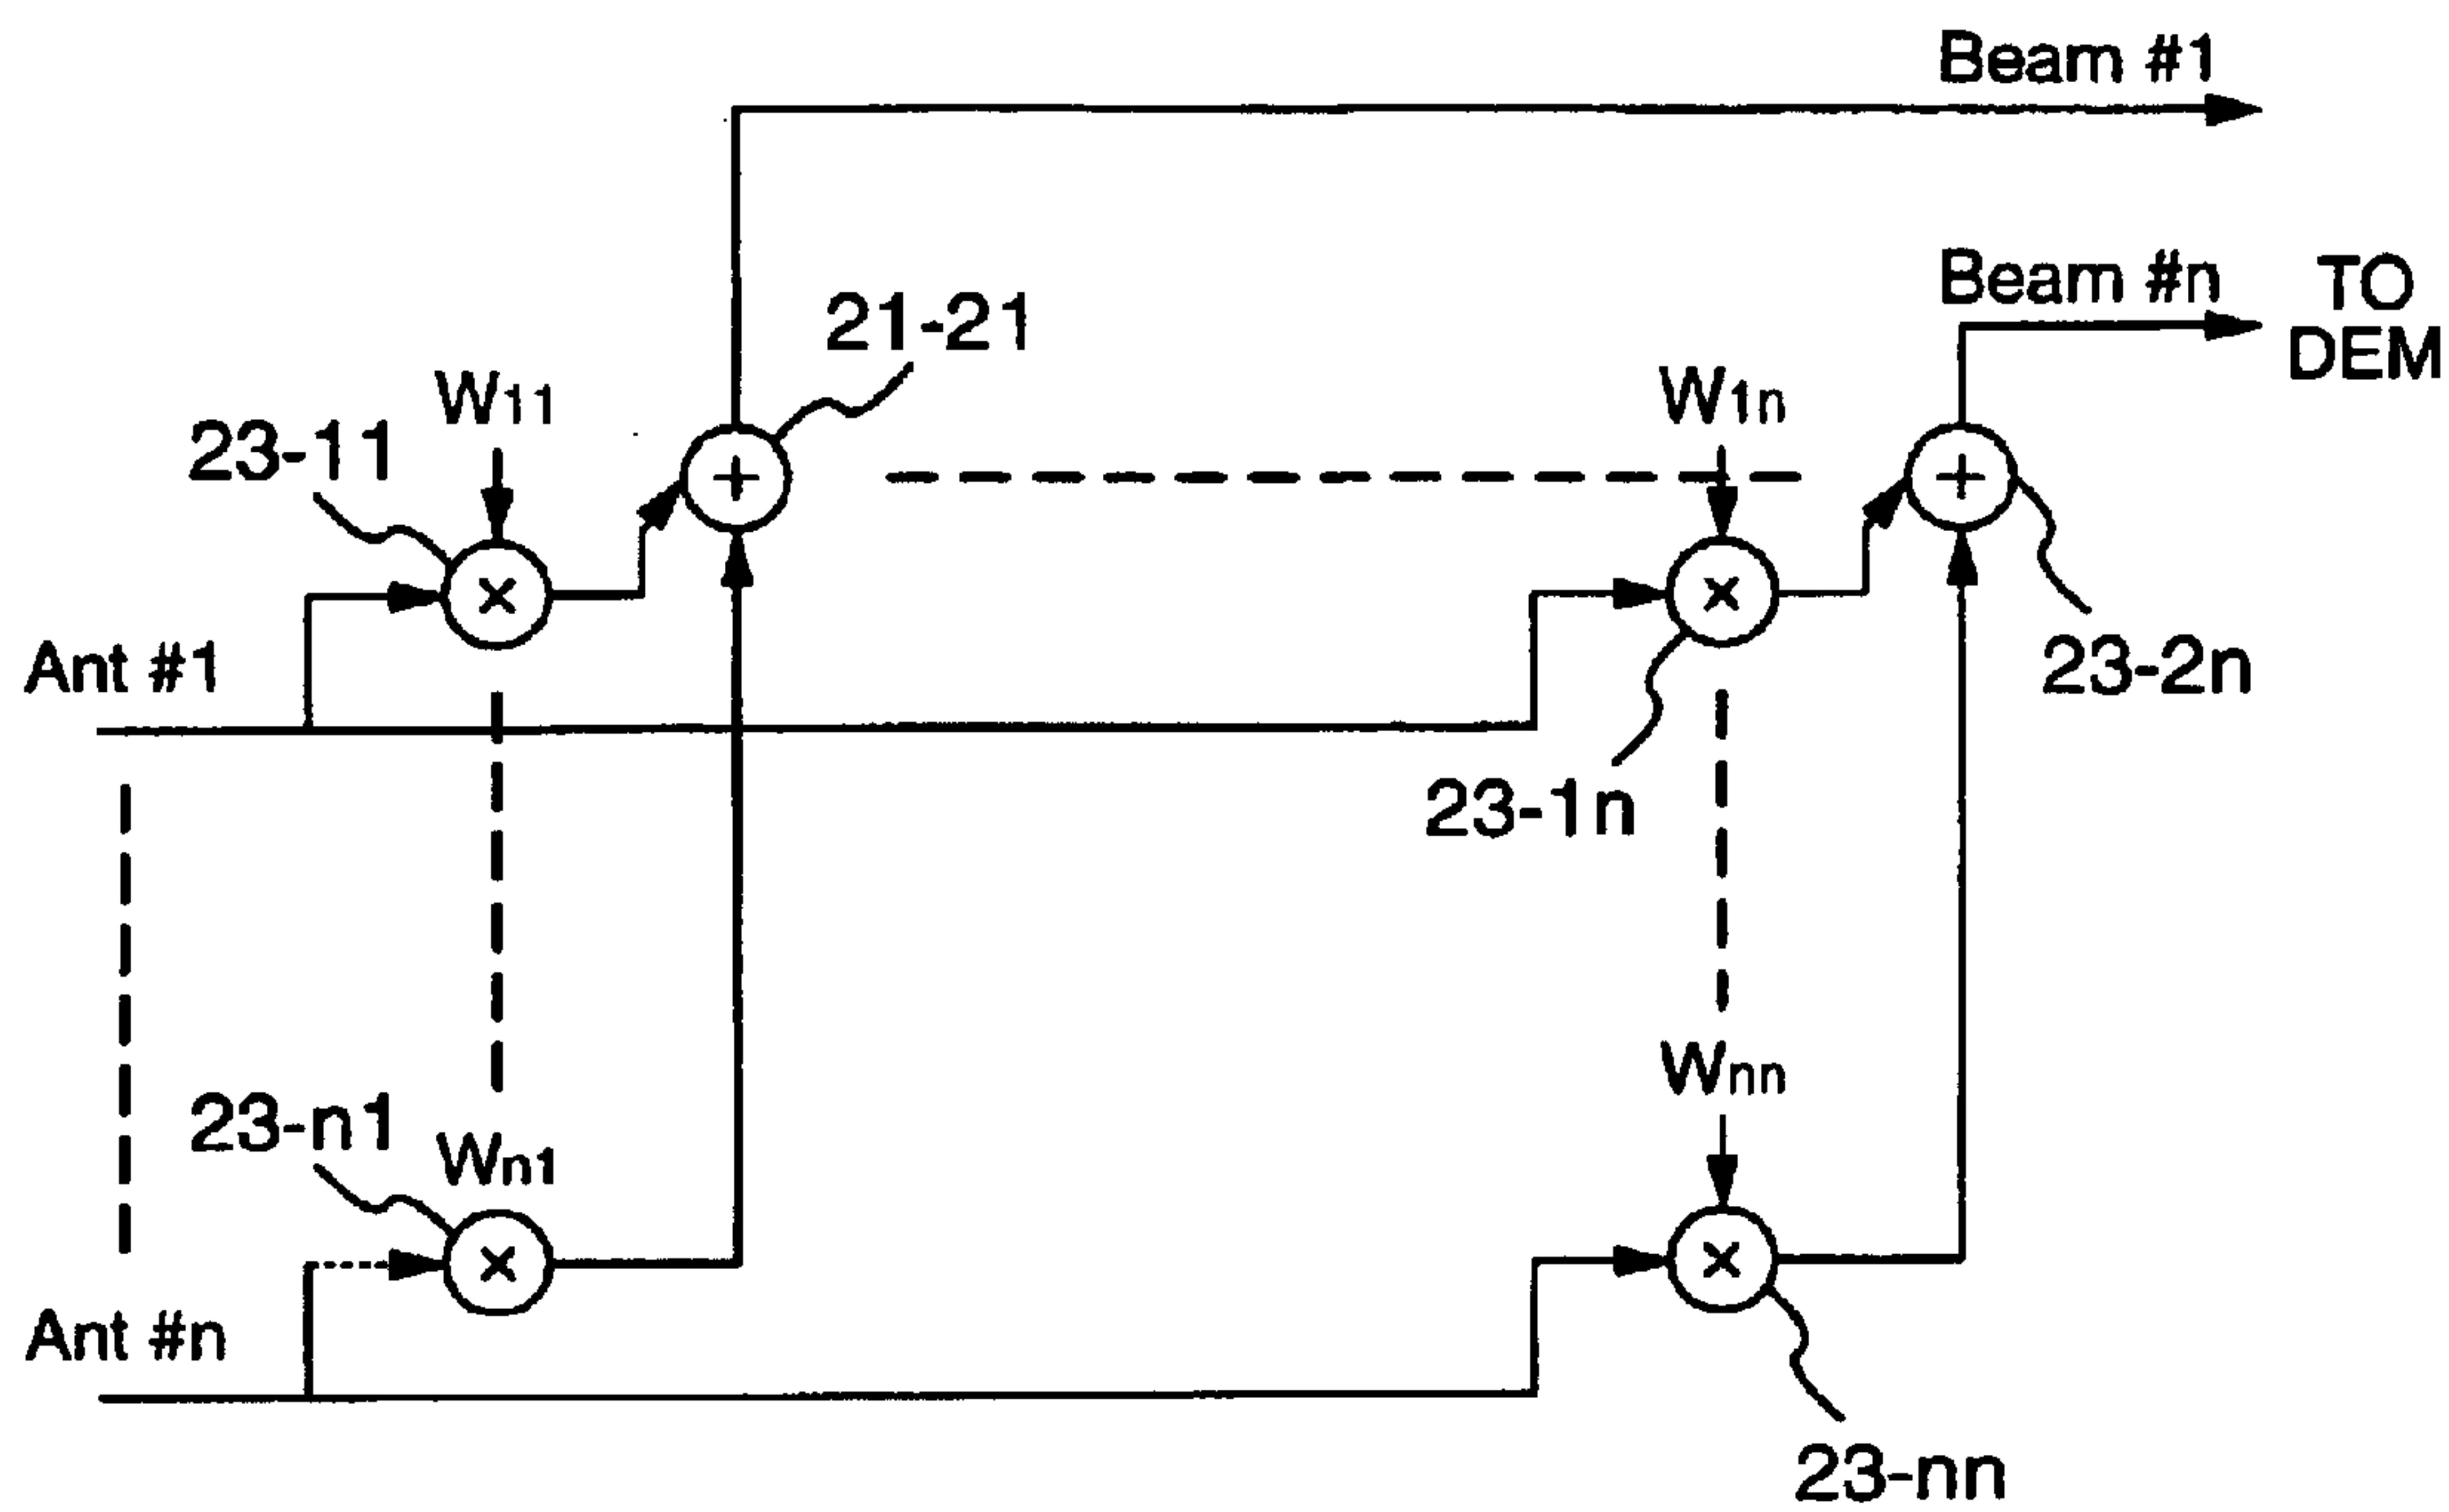 Beam #1
Beam #n
TO
DEM
21-21
W11
23-11
W1n
Ant #1
23-2n
23-1n
Wnn
23-n1
Wn1
Ant #n
23-nn